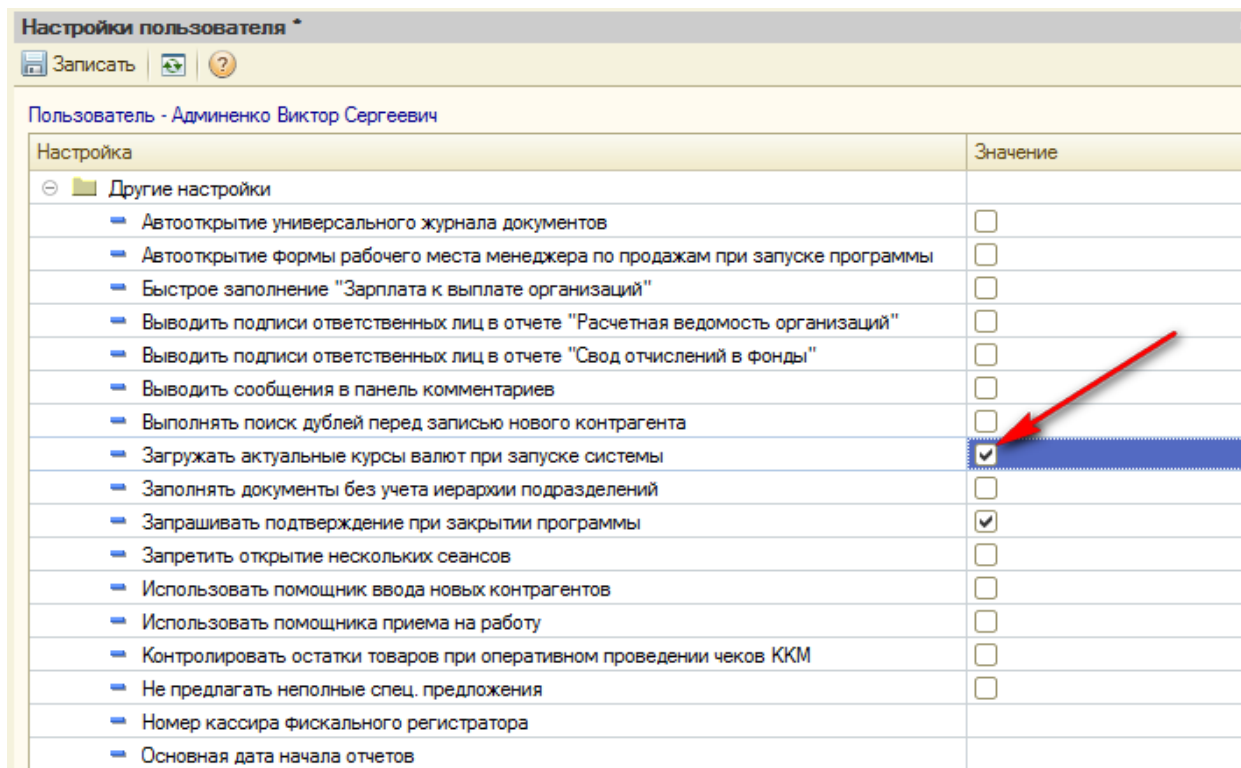 Настройки пользователя *
Записать
Пользователь - Админенко Виктор Сергеевич
Настройка Значение
Другие настройки
Автооткрытие универсального журнала документов
Автооткрытие формы рабочего места менеджера по продажам при запуске программы
Быстрое заполнение "Зарплата к выплате организаций"
Выводить подписи ответственных лиц в отчете "Расчетная ведомость организаций"
Выводить подписи ответственных лиц в отчете "Свод отчислений в фонды"
Выводить сообщения в панель комментариев
Выполнять поиск дублей перед записью нового контрагента
Загружать актуальные курсы валют при запуске системы
Заполнять документы без учета иерархии подразделений
Запрашивать подтверждение при закрытии программы
Запретить открытие нескольких сеансов
Использовать помощник ввода новых контрагентов
Использовать помощника приема на работу
Контролировать остатки товаров при оперативном проведении чеков ККМ
Не предлагать неполные спец. предложения
Номер кассира фискального регистратора
Основная дата начала отчетов